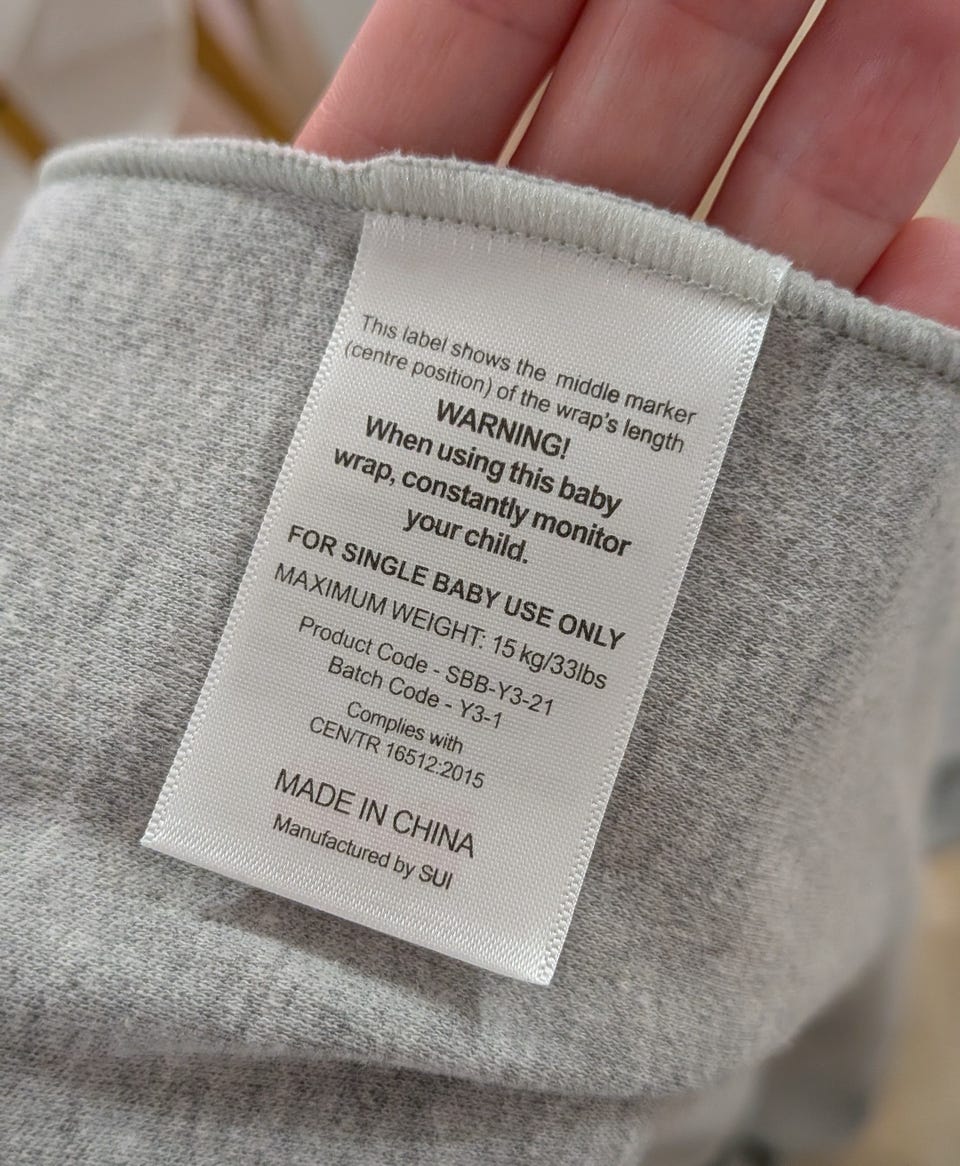 This label shows the middle marker
(centre position) of the wrap's length
WARNING!
When using this baby
wrap, constantly monitor
your child.
FOR SINGLE BABY USE ONLY
MAXIMUM WEIGHT: 15 kg/33lbs
Product Code - SBB-Y3-21
Batch Code - Y3-1
Complies with
CEN/TR 16512:2015
MADE IN CHINA
Manufactured by SUI